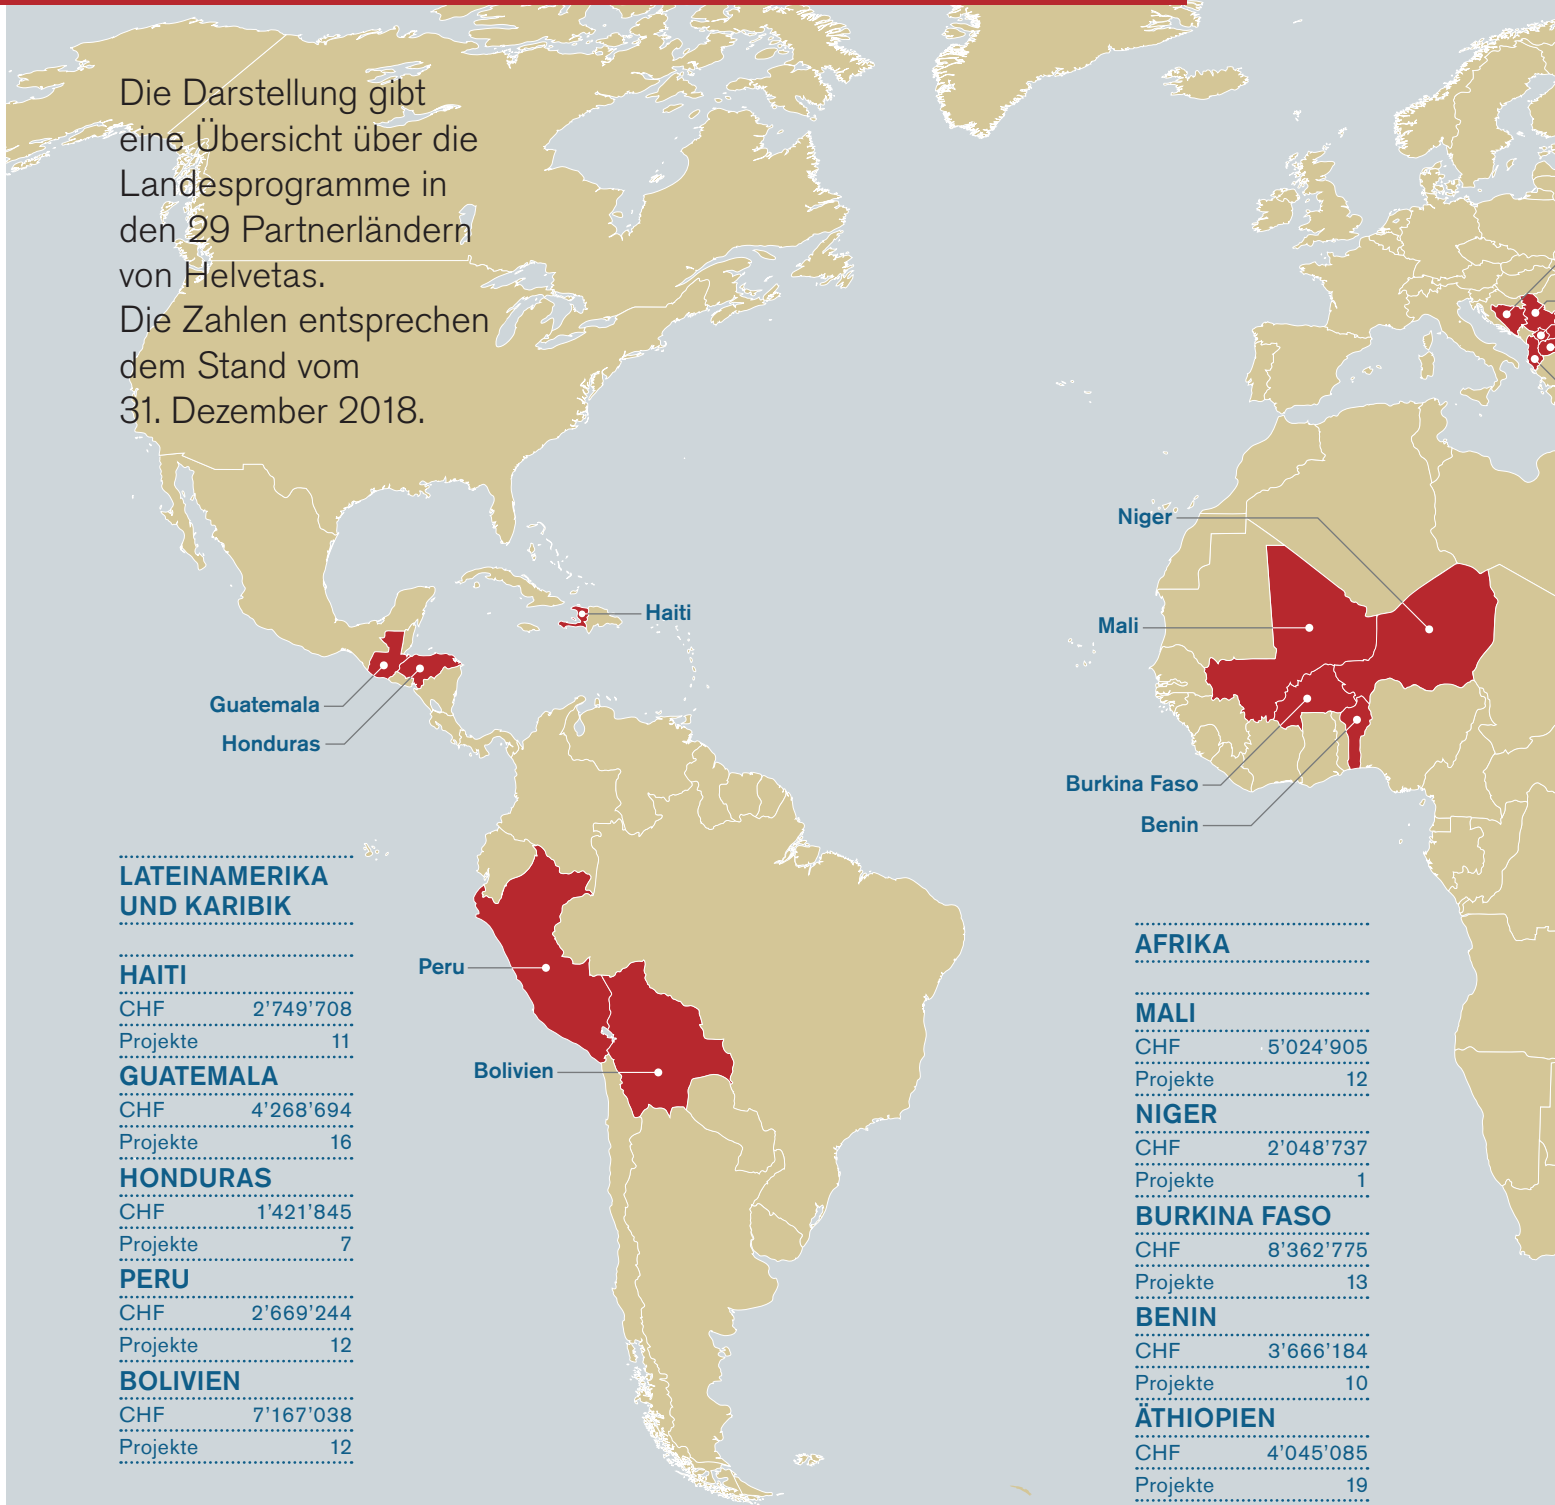 Die Darstellung gibt
eine Übersicht über die
Landesprogramme in
den 29 Partnerländern
von Helvetas.
Die Zahlen entsprechen
dem Stand vom
31. Dezember 2018.
Niger
Haiti
Mali
Guatemala
Honduras
Burkina Faso
Benin
Peru
Bolivien
LATEINAMERIKA
UND KARIBIK
HAITI
CHF 2’749’708
Projekte 11
GUATEMALA
CHF 4’268’694
Projekte 16
HONDURAS
CHF 1’421’845
Projekte 7
PERU
CHF 2’669’244
Projekte 12
BOLIVIEN
CHF 7’167’038
Projekte 12
AFRIKA
MALI
CHF 5’024’905
Projekte 12
NIGER
CHF 2’048’737
Projekte 1
BURKINA FASO
CHF 8’362’775
Projekte 13
BENIN
CHF 3’666’184
Projekte 10
ÄTHIOPIEN
CHF 4’045’085
Projekte 19